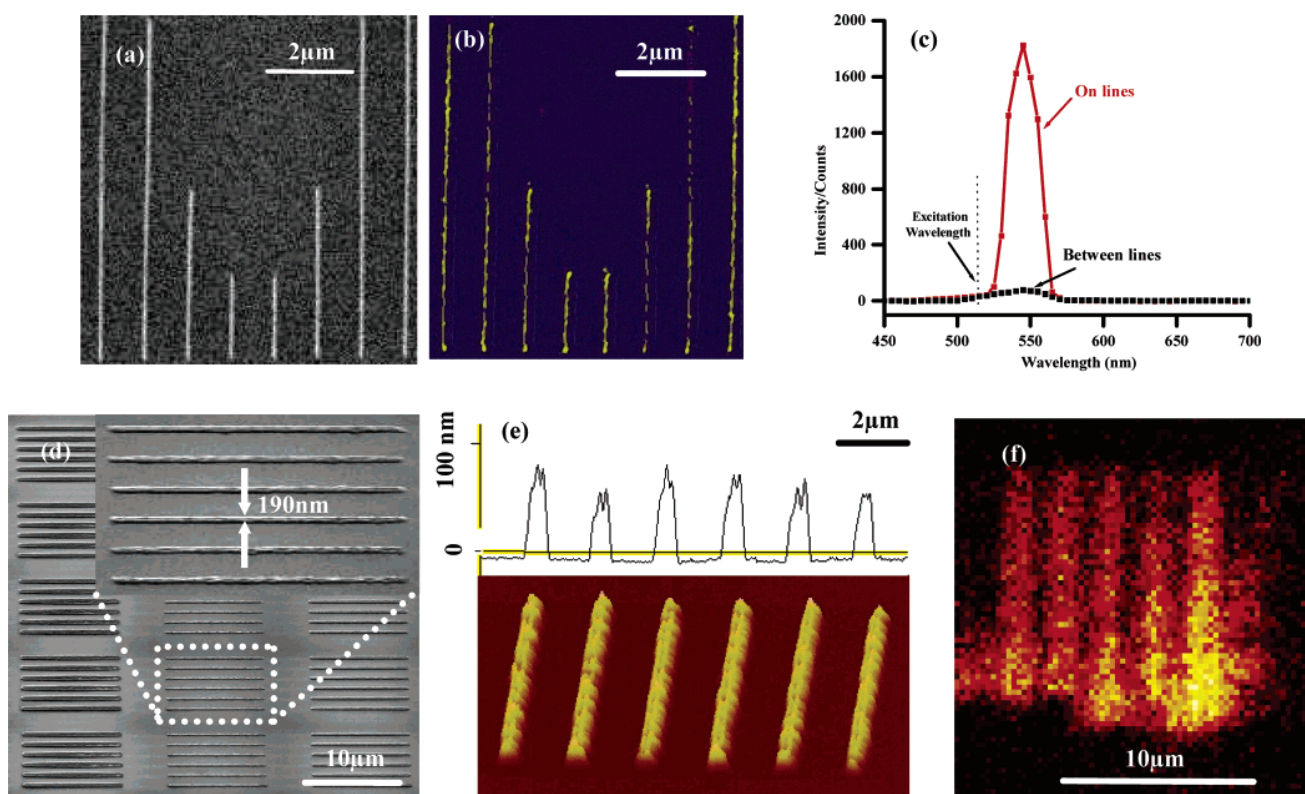 (a)
2µm
(b)
2µm
(c)
2000
1600
1200
800
400
0
Intensity/Counts
On lines
Excitation
Wavelength
Between lines
450
500
550
600
650
700
Wavelength (nm)
(d)
190nm
10µm
(e)
2µm
100 nm
0
(f)
10µm